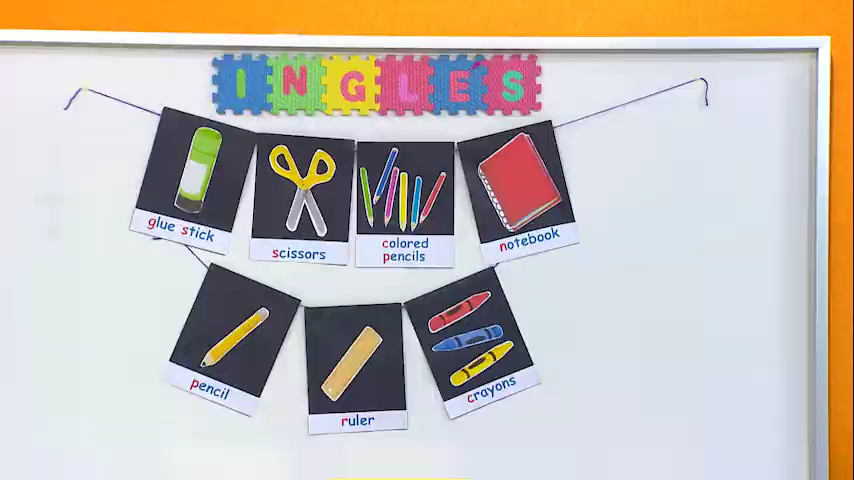 INGLES
glue stick
scissors
colored
pencils
notebook
pencil
ruler
crayons